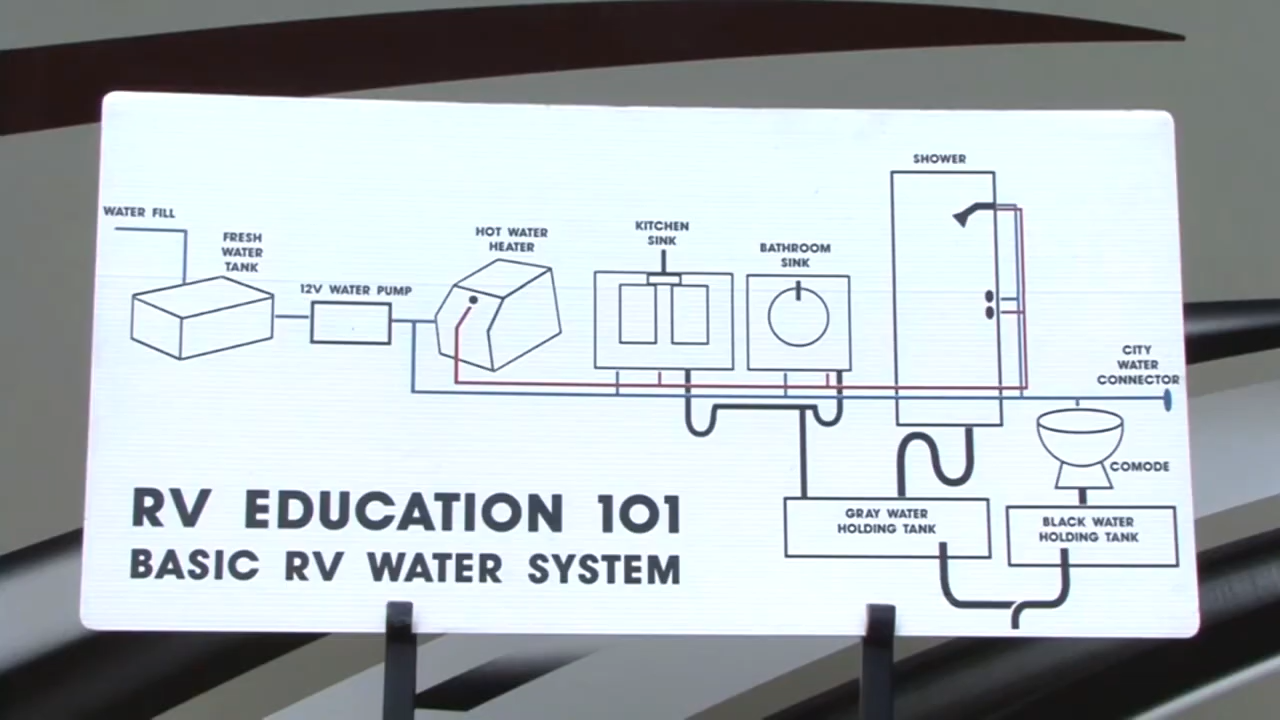 SHOWER
WATER FILL
FRESH
WATER
TANK
HOT WATER
HEATER
KITCHEN
SINK
BATHROOM
SINK
12V WATER PUMP
CITY
WATER
CONNECTOR
COMODE
GRAY WATER
HOLDING TANK
BLACK WATER
HOLDING TANK
RV EDUCATION 101
BASIC RV WATER SYSTEM